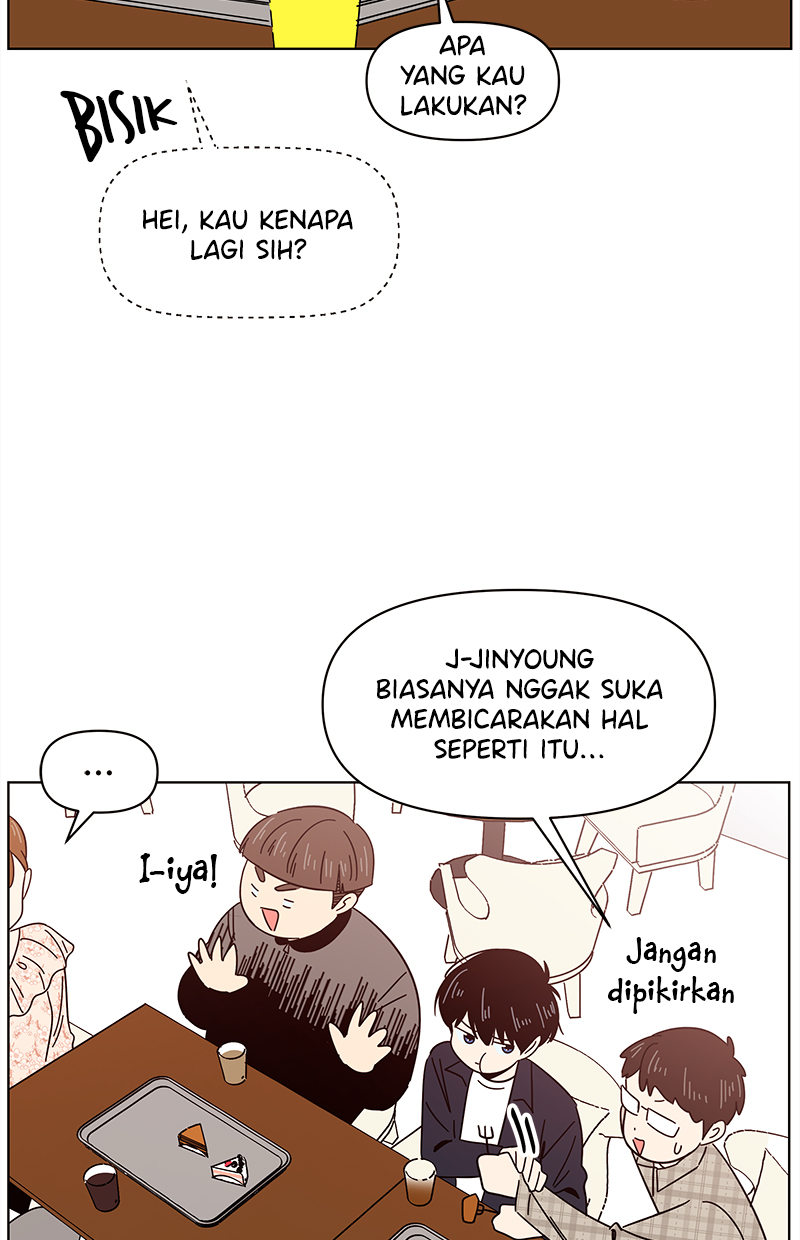 APA
YANG KAU
LAKUKAN?
BISIK
HEI, KAU KENAPA
LAGI SIH?
J-JINYOUNG
BIASANYA NGGAK SUKA
MEMBICARAKAN HAL
SEPERTI ITU...
...
I-iya!
Jangan
dipikirkan